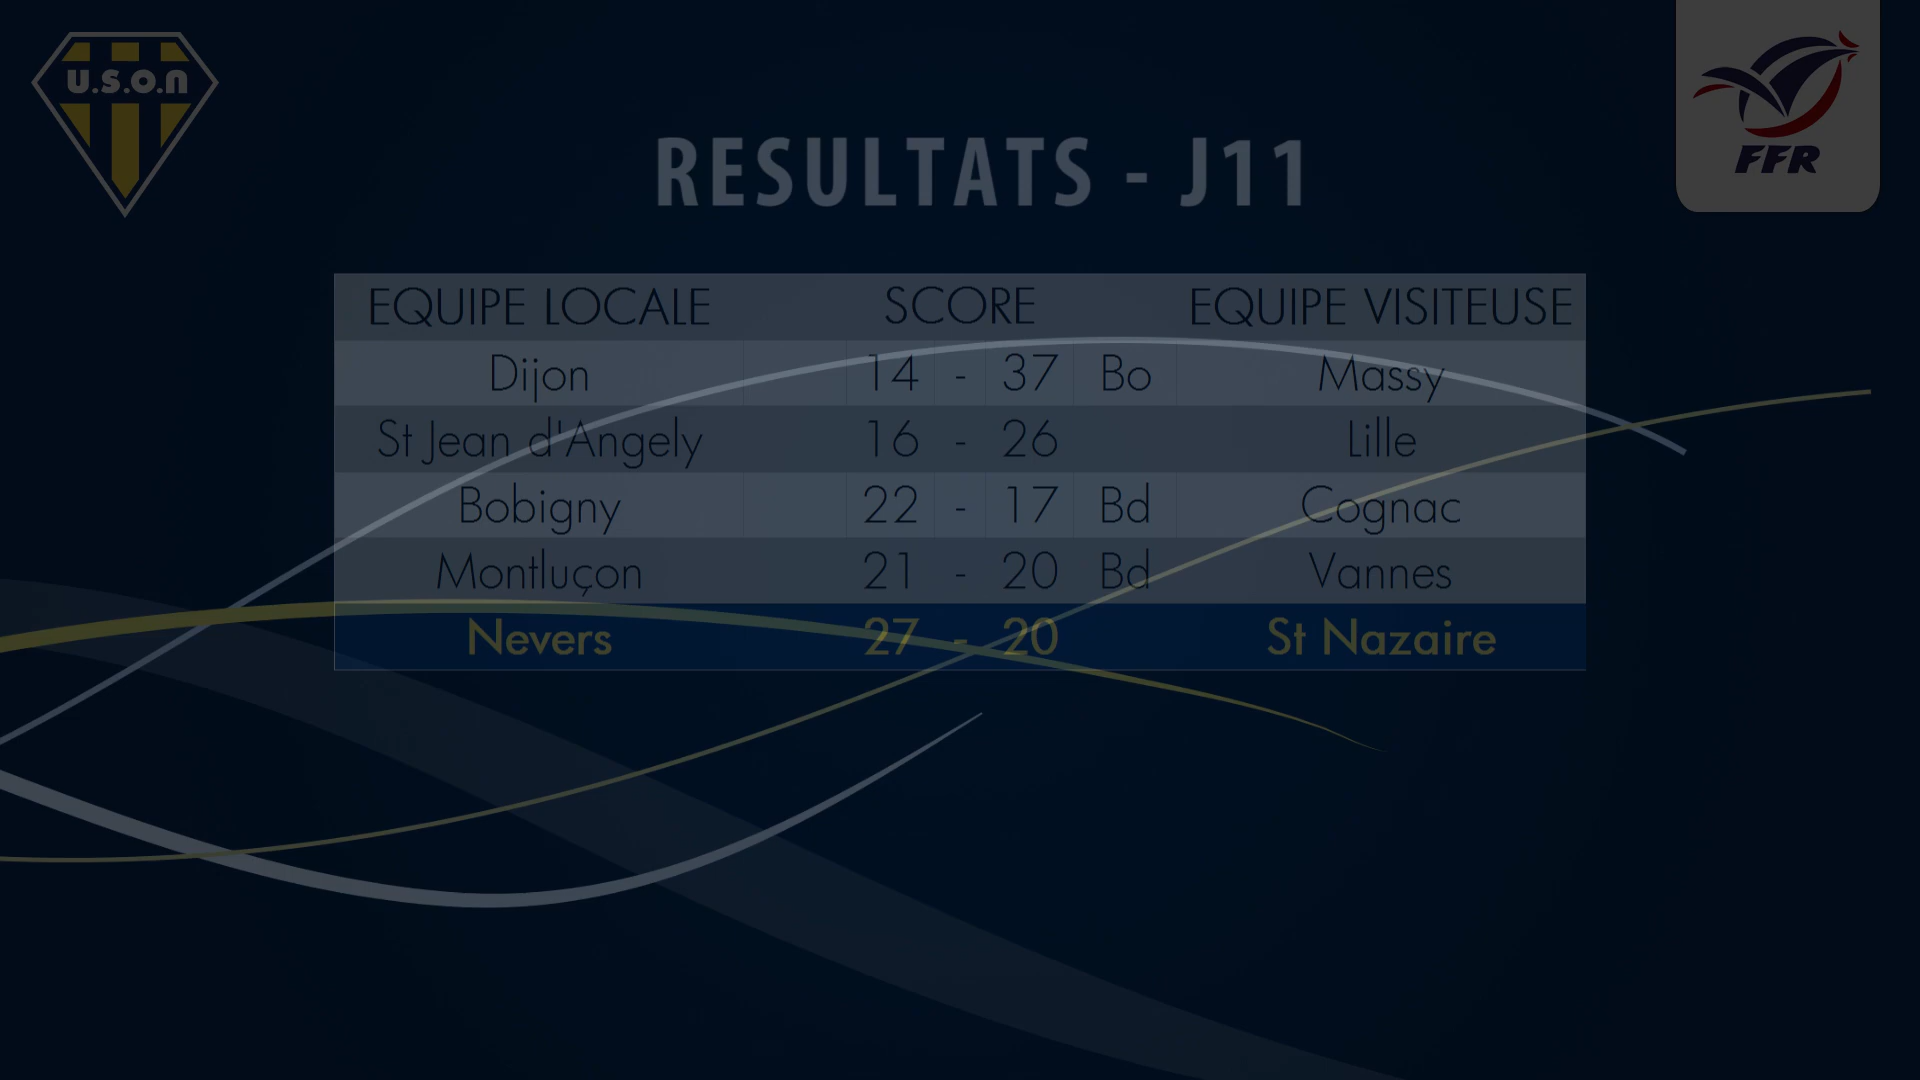 U.S.O.N
FFR
RESULTATS - J11
EQUIPE LOCALE SCORE EQUIPE VISITEUSE
Dijon 14 - 37 Bo Massy
St Jean d'Angely 16 - 26 Lille
Bobigny 22 - 17 Bd Cognac
Montluçon 21 - 20 Bd Vannes
Nevers 27 - 20 St Nazaire